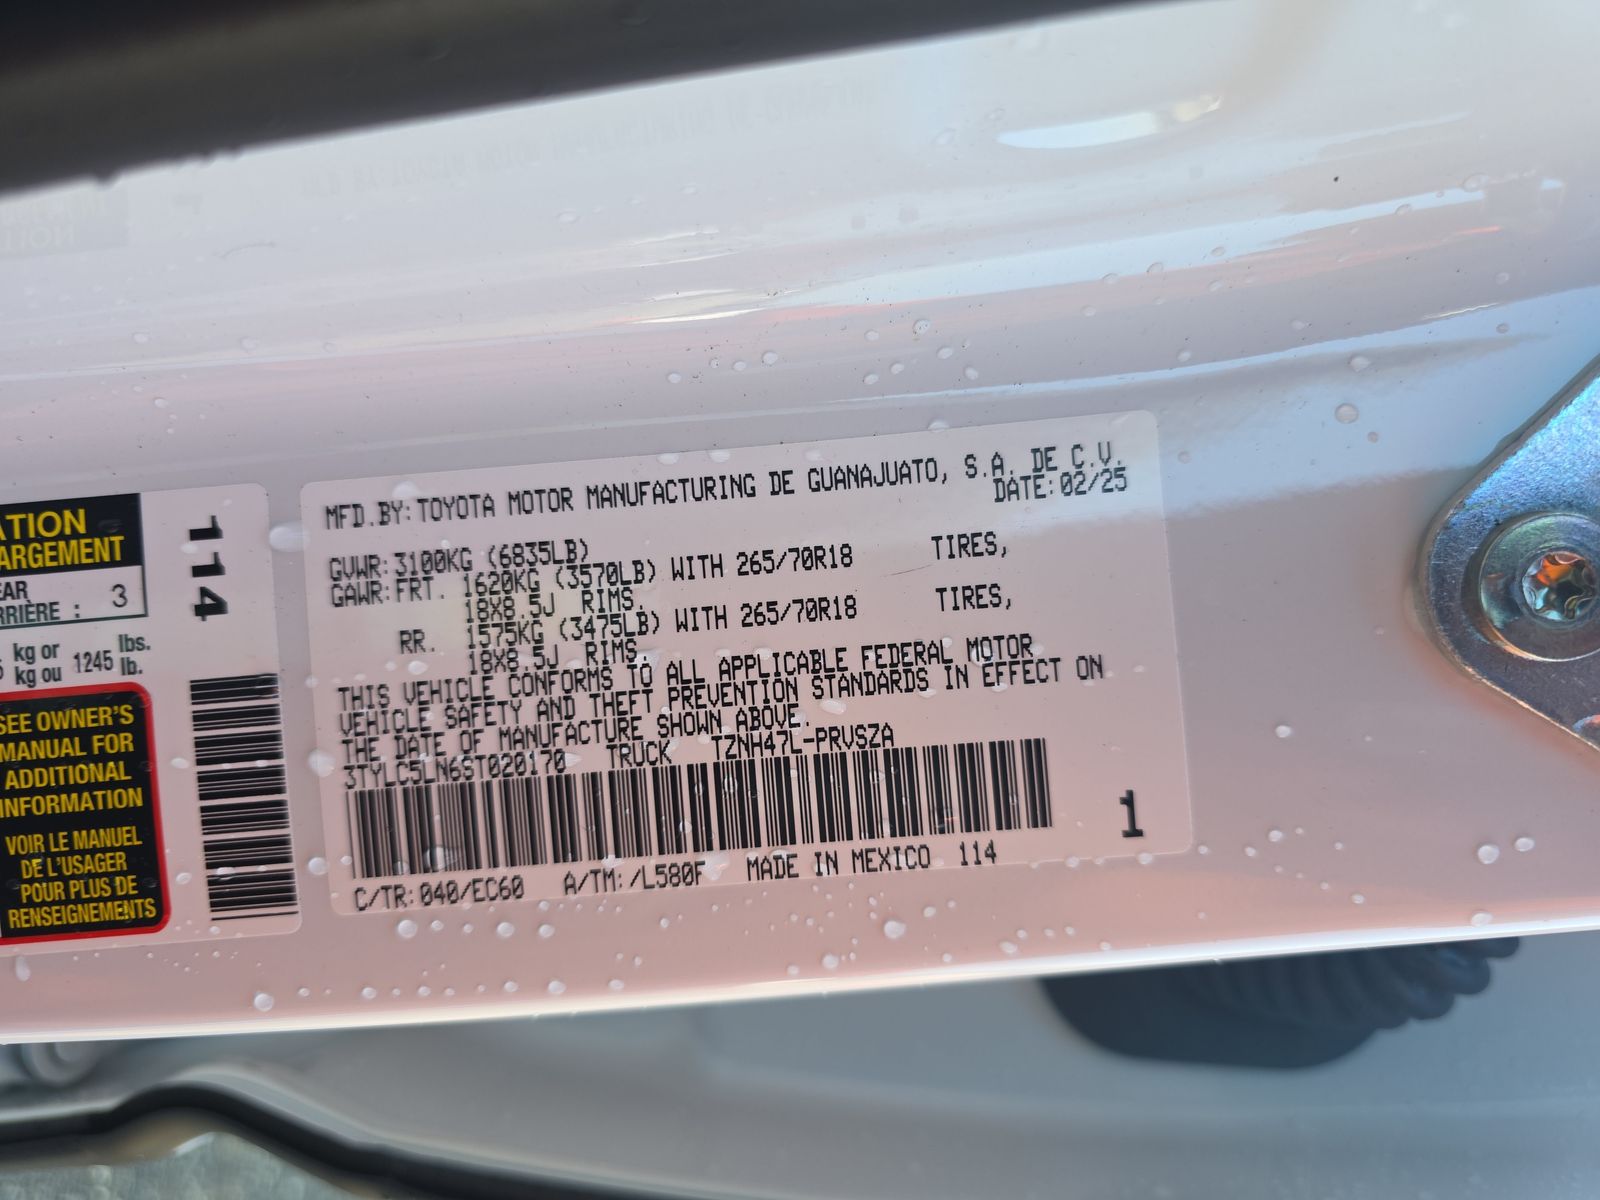 ATION
ARGEMENT
EAR
RRIÈRE : 3
kg or lbs.
kg ou 1245 lb.
SEE OWNER'S
MANUAL FOR
ADDITIONAL
INFORMATION
VOIR LE MANUEL
DE L'USAGER
POUR PLUS DE
RENSEIGNEMENTS
114
MFD.BY:TOYOTA MOTOR MANUFACTURING DE GUANAJUATO, S.A. DE C.V.
DATE:02/25
GVWR:3100KG (6835LB)
GAWR:FRT. 1620KG (3570LB) WITH 265/70R18 TIRES,
18X8.5J RIMS.
RR. 1575KG (3475LB) WITH 265/70R18 TIRES,
18X8.5J RIMS.
THIS VEHICLE CONFORMS TO ALL APPLICABLE FEDERAL MOTOR
VEHICLE SAFETY AND THEFT PREVENTION STANDARDS IN EFFECT ON
THE DATE OF MANUFACTURE SHOWN ABOVE.
3TYLC5LN6ST020170 TRUCK TZNH47L-PRVSZA
1
C/TR:040/EC60 A/TM:/L580F MADE IN MEXICO 114